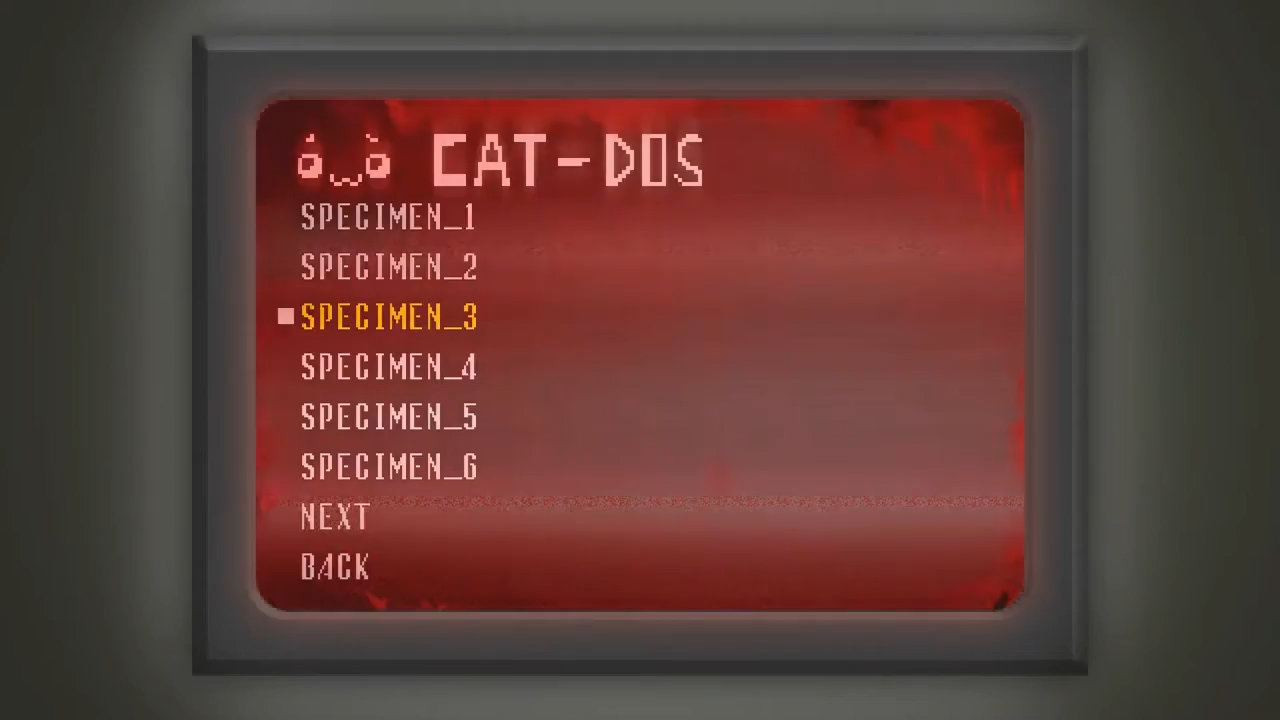 CAT-DOS
SPECIMEN_1
SPECIMEN_2
SPECIMEN_3
SPECIMEN_4
SPECIMEN_5
SPECIMEN_6
NEXT
BACK